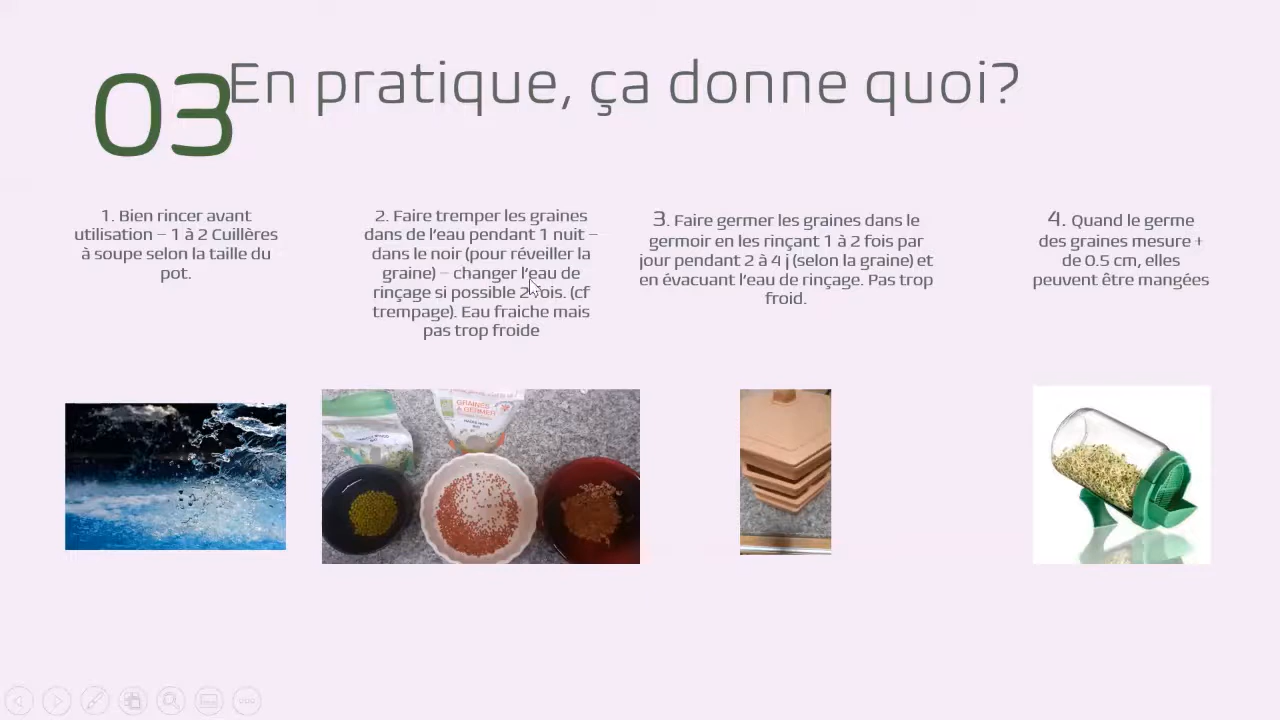 03
En pratique, ça donne quoi?
1. Bien rincer avant
utilisation – 1 à 2 Cuillères
à soupe selon la taille du
pot.
2. Faire tremper les graines
dans de l'eau pendant 1 nuit –
dans le noir (pour réveiller la
graine) – changer l'eau de
rinçage si possible 2 fois. (cf
trempage). Eau fraiche mais
pas trop froide
3. Faire germer les graines dans le
germoir en les rinçant 1 à 2 fois par
jour pendant 2 à 4 j (selon la graine) et
en évacuant l'eau de rinçage. Pas trop
froid.
4. Quand le germe
des graines mesure +
de 0.5 cm, elles
peuvent être mangées
GRAINES
À GERMER